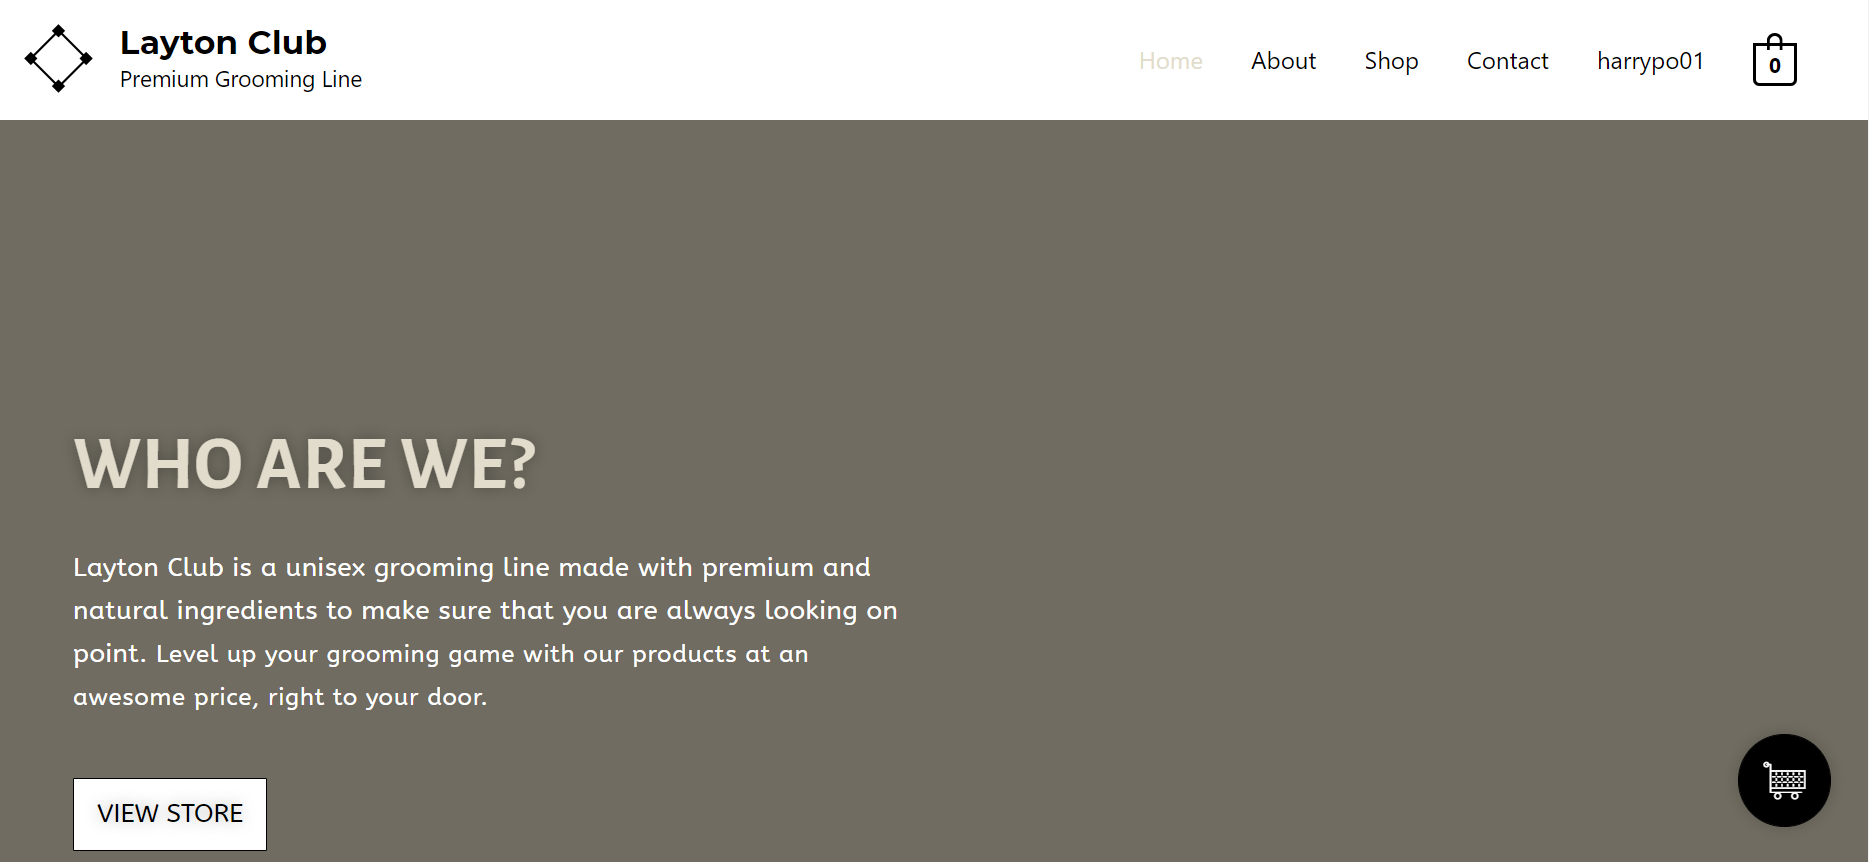 Layton Club
Premium Grooming Line
Home About Shop Contact harrypo01 0
WHO ARE WE?
Layton Club is a unisex grooming line made with premium and
natural ingredients to make sure that you are always looking on
point. Level up your grooming game with our products at an
awesome price, right to your door.
VIEW STORE